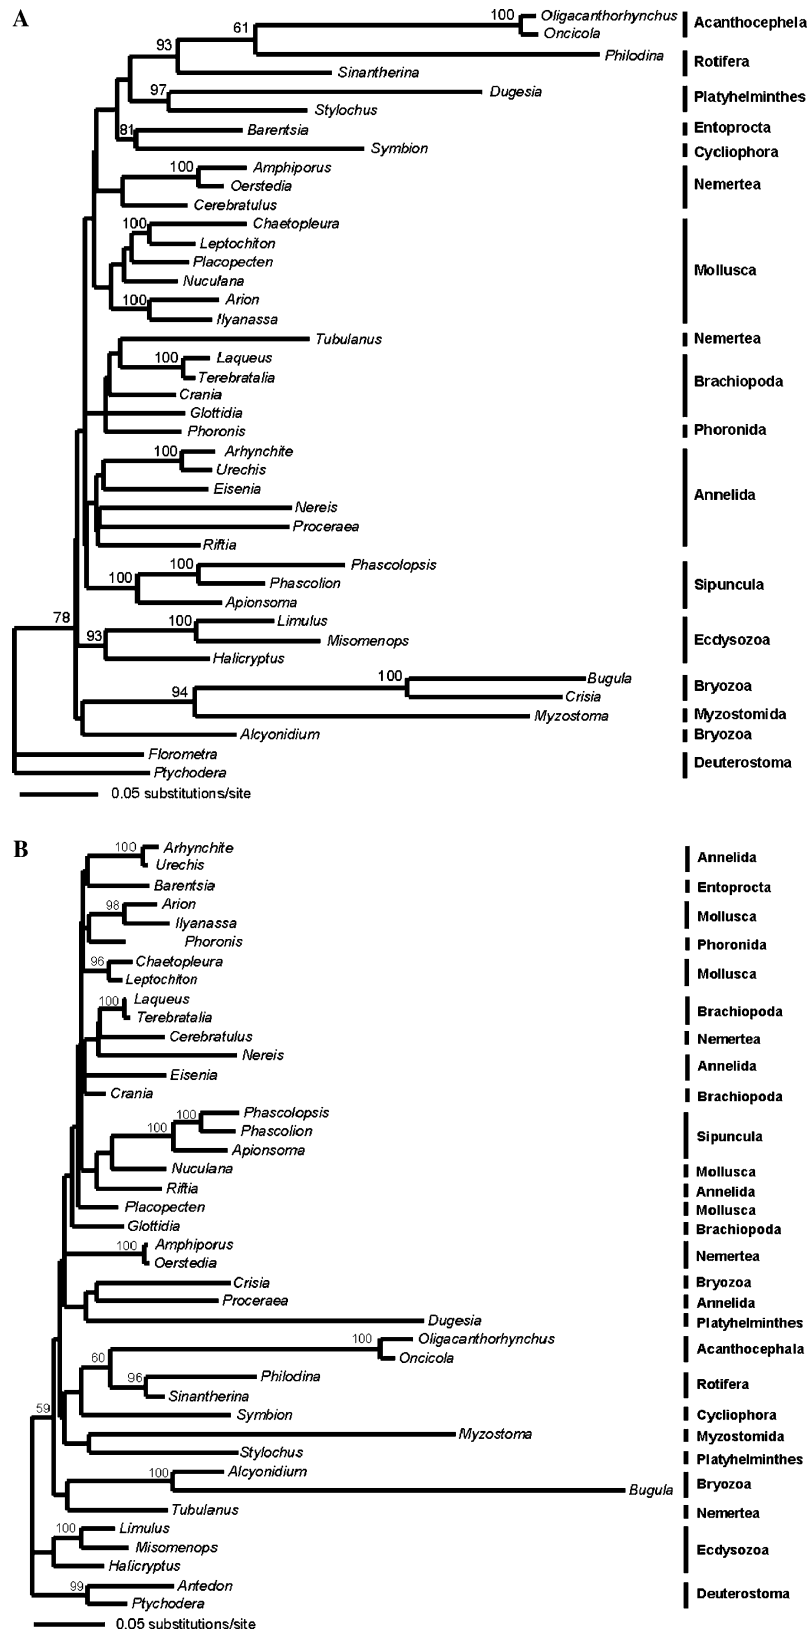 A
100 Oligacanthorhynchus Acanthocephela
61 Oncicola
93 Philodina Rotifera
Sinantherina
97 Dugesia Platyhelminthes
Stylochus
81 Barentsia Entoprocta
Symbion Cycliophora
100 Amphiporus Nemertea
Oerstedia
Cerebratulus
100 Chaetopleura Mollusca
Leptochiton
Placopecten
Nuculana
100 Arion
Ilyanassa
Tubulanus Nemertea
100 Laqueus Brachiopoda
Terebratalia
Crania
Glottidia
Phoronis Phoronida
100 Arhynchite Annelida
Urechis
Eisenia
Nereis
Proceraea
Riftia
100 Phascolopsis Sipuncula
100 Phascolion
Apionsoma
78 100 Limulus Ecdysozoa
93 Misomenops
Halicryptus
100 Bugula Bryozoa
94 Crisia
Myzostoma Myzostomida
Alcyonidium Bryozoa
Florometra Deuterostoma
Ptychodera
0.05 substitutions/site
B
100 Arhynchite Annelida
Urechis
Barentsia Entoprocta
98 Arion Mollusca
Ilyanassa
Phoronis Phoronida
96 Chaetopleura Mollusca
Leptochiton
100 Laqueus Brachiopoda
Terebratalia
Cerebratulus Nemertea
Nereis Annelida
Eisenia
Crania Brachiopoda
100 Phascolopsis Sipuncula
100 Phascolion
Apionsoma
Nuculana Mollusca
Riftia Annelida
Placopecten Mollusca
Glottidia Brachiopoda
100 Amphiporus Nemertea
Oerstedia
Crisia Bryozoa
Proceraea Annelida
Dugesia Platyhelminthes
100 Oligacanthorhynchus Acanthocephala
60 Oncicola
96 Philodina Rotifera
Sinantherina
59 Symbion Cycliophora
Myzostoma Myzostomida
Stylochus Platyhelminthes
100 Alcyonidium Bryozoa
Bugula
Tubulanus Nemertea
100 Limulus Ecdysozoa
Misomenops
Halicryptus
99 Antedon Deuterostoma
Ptychodera
0.05 substitutions/site